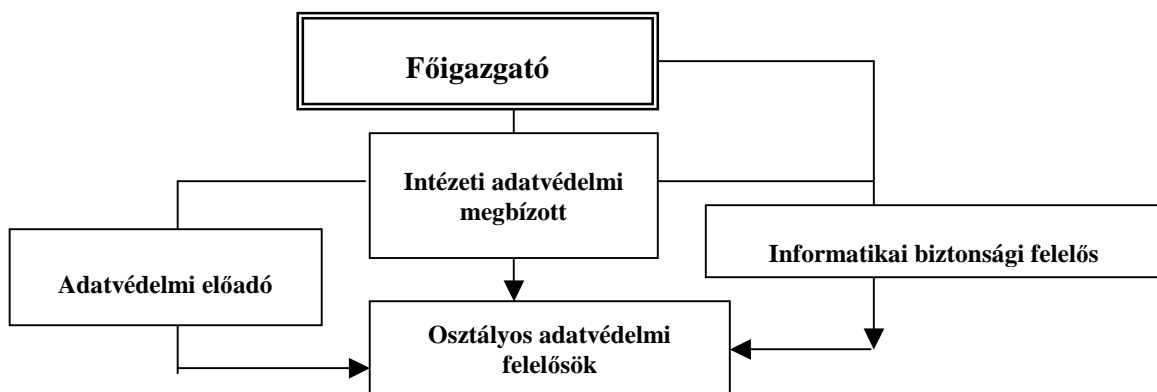 Főigazgató
Intézeti adatvédelmi
megbízott
Informatikai biztonsági felelős
Adatvédelmi előadó
Osztályos adatvédelmi
felelősök